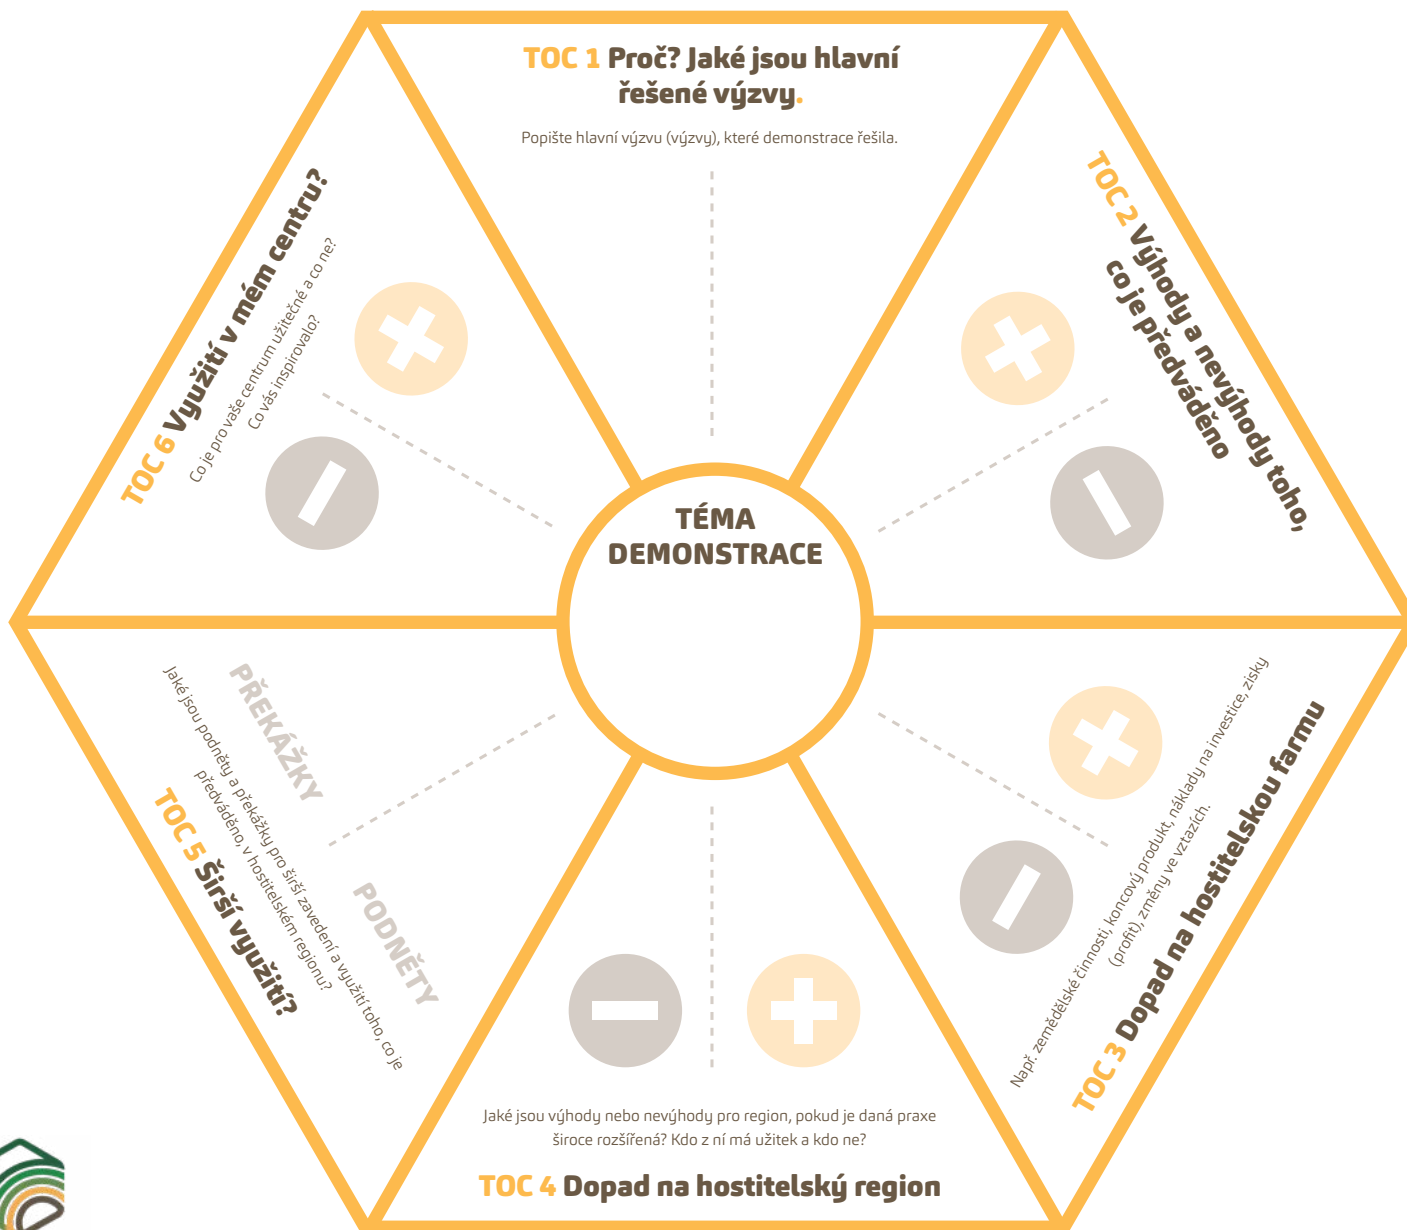 TOC 1 Proč? Jaké jsou hlavní
řešené výzvy.
Popište hlavní výzvu (výzvy), které demonstrace řešila.
TOC 2 Výhody a nevýhody toho,
co je předváděno
TOC 3 Dopad na hostitelskou farmu
Např. zemědělské činnosti, koncový produkt, náklady na investice, zisky
(profit), změny ve vztazích.
Jaké jsou výhody nebo nevýhody pro region, pokud je daná praxe
široce rozšířená? Kdo z ní má užitek a kdo ne?
TOC 4 Dopad na hostitelský region
TOC 5 Širší využití?
Jaké jsou podněty a překážky pro širší zavedení a využití toho, co je
předváděno, v hostitelském regionu?
PŘEKÁŽKY
PODNĚTY
TOC 6 Využití v mém centru?
Co je pro vaše centrum užitečné a co ne?
Co vás inspirovalo?
TÉMA
DEMONSTRACE